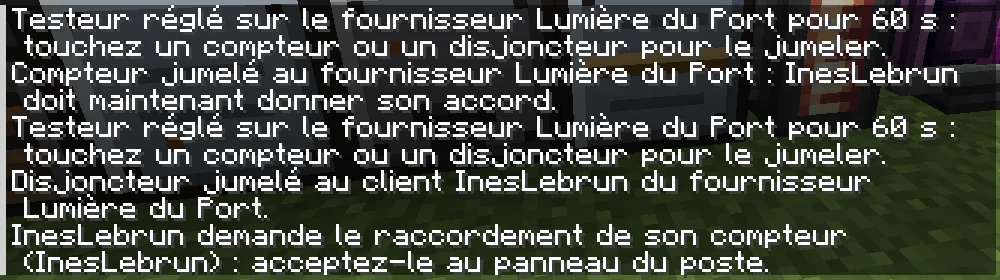 Testeur réglé sur le fournisseur Lumière du Port pour 60 s :
touchez un compteur ou un disjoncteur pour le jumeler.
Compteur jumelé au fournisseur Lumière du Port : InesLebrun
doit maintenant donner son accord.
Testeur réglé sur le fournisseur Lumière du Port pour 60 s :
touchez un compteur ou un disjoncteur pour le jumeler.
Disjoncteur jumelé au client InesLebrun du fournisseur
Lumière du Port.
InesLebrun demande le raccordement de son compteur
(InesLebrun) : acceptez-le au panneau du poste.